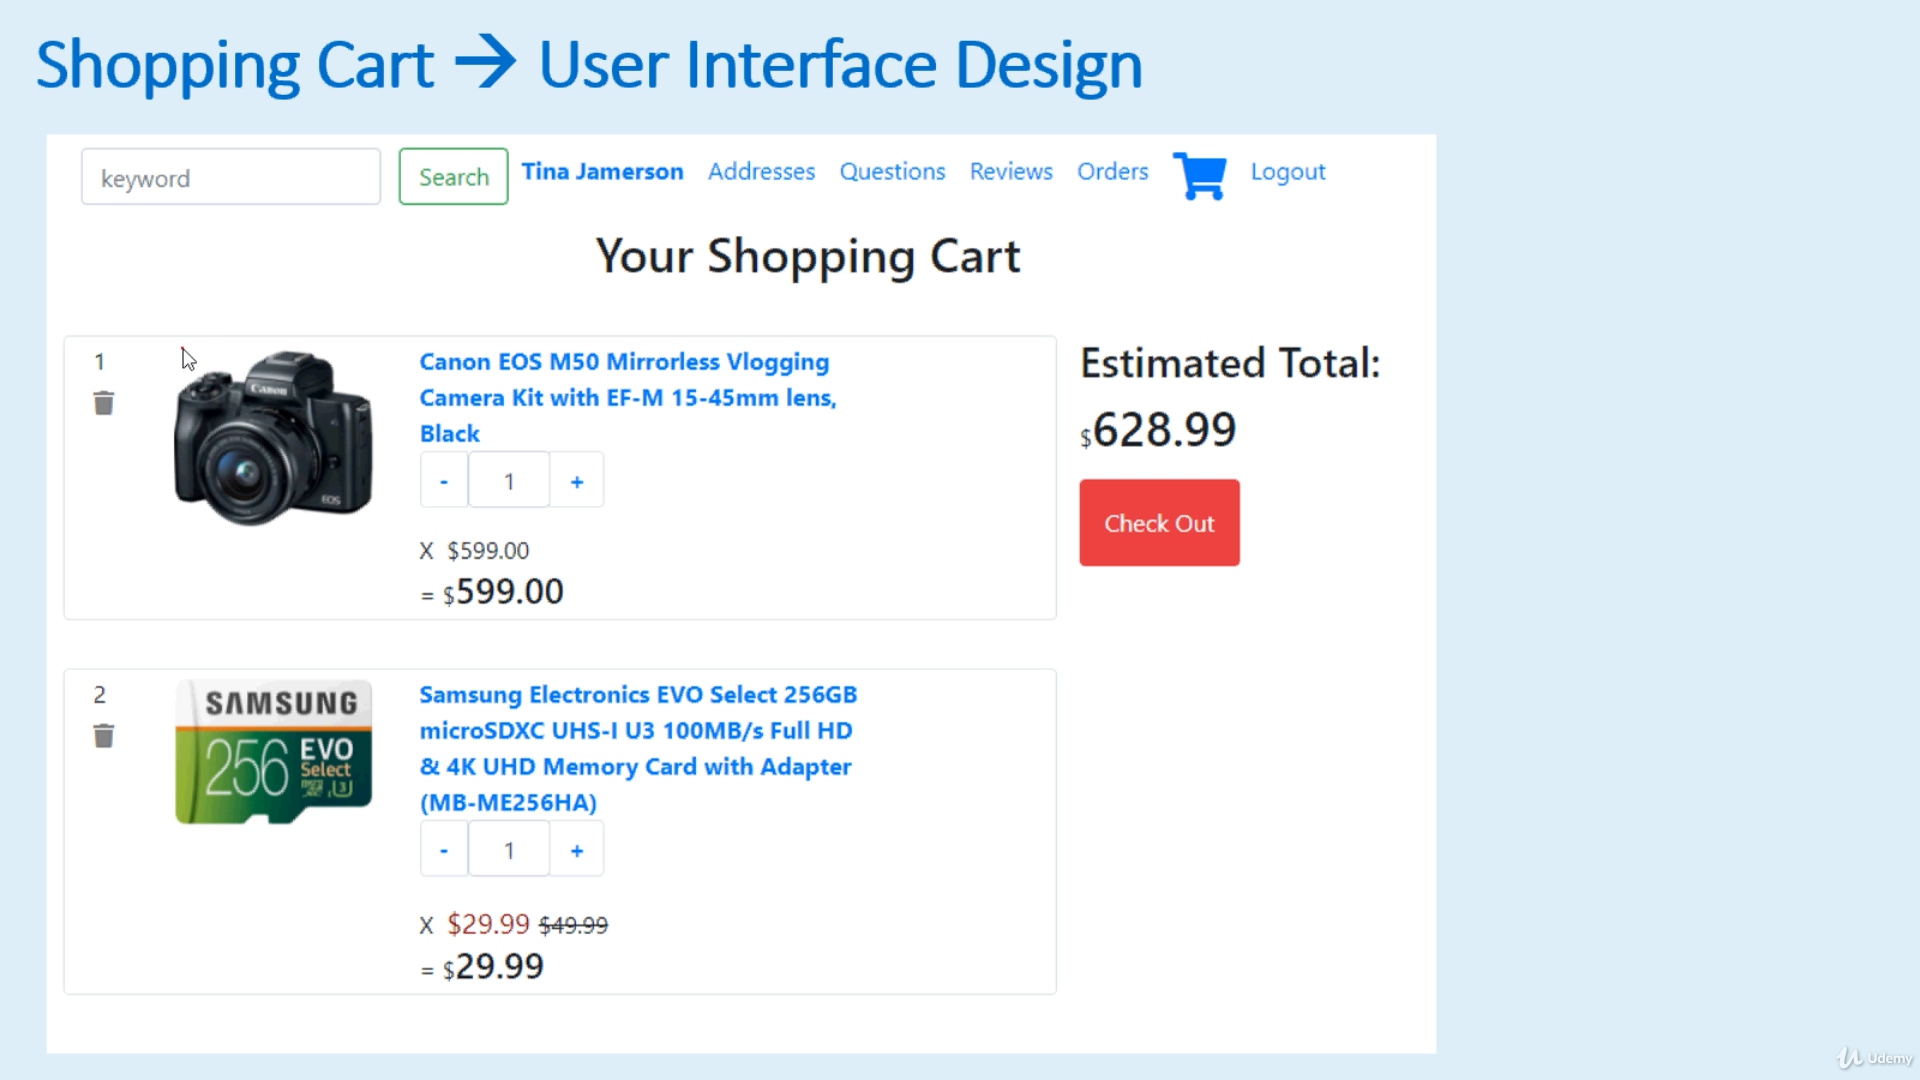 Shopping Cart → User Interface Design
keyword
Search
Tina Jamerson
Addresses
Questions
Reviews
Orders
Logout
Your Shopping Cart
1
Canon
EOS
Canon EOS M50 Mirrorless Vlogging
Camera Kit with EF-M 15-45mm lens,
Black
- 1 +
X $599.00
= $599.00
Estimated Total:
$628.99
Check Out
2
SAMSUNG
256
EVO
Select
Samsung Electronics EVO Select 256GB
microSDXC UHS-I U3 100MB/s Full HD
& 4K UHD Memory Card with Adapter
(MB-ME256HA)
- 1 +
X $29.99 $49.99
= $29.99
Udemy